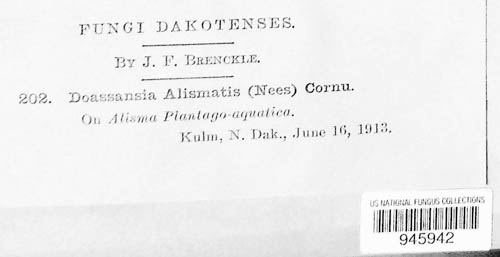 FUNGI DAKOTENSES.
BY J. F. BRENCKLE.
202. Doassansia Alismatis (Nees) Cornu.
On Alisma Plantago-aquatica.
Kulm, N. Dak., June 16, 1913.
US NATIONAL FUNGUS COLLECTIONS
945942